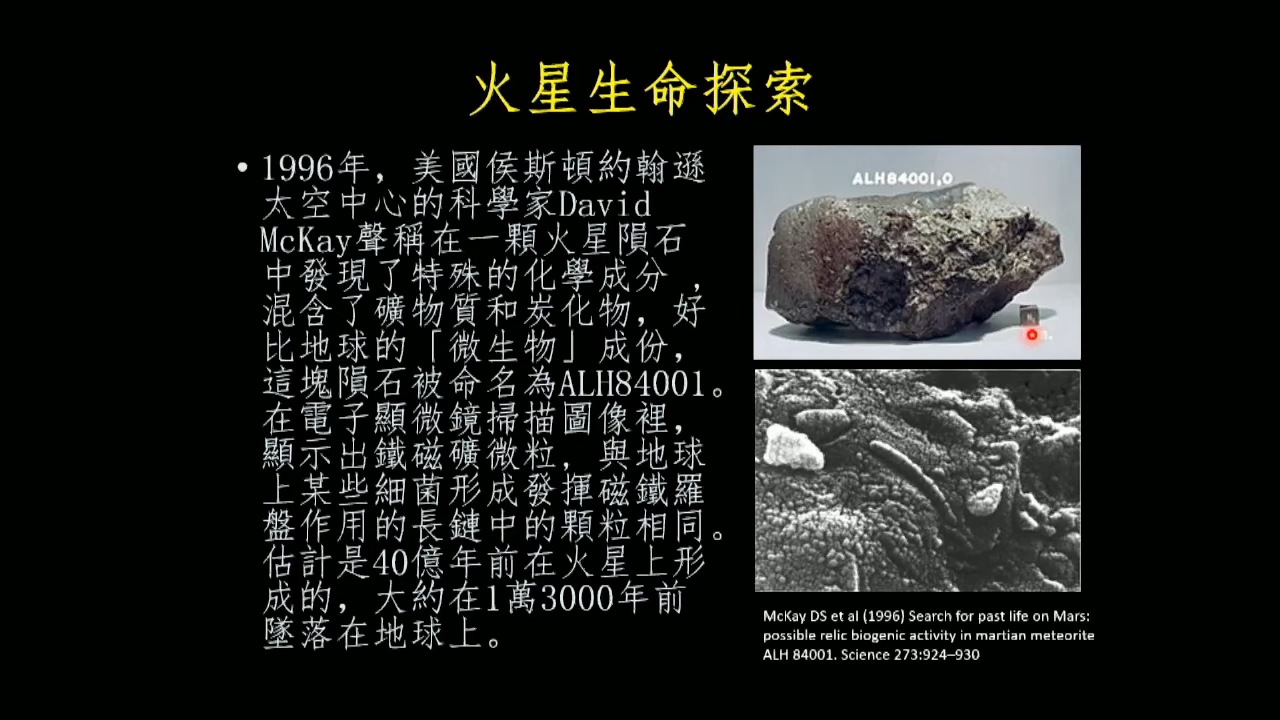 火星生命探索
• 1996年，美國侯斯頓約翰遜
太空中心的科學家David
McKay聲稱在一顆火星隕石
中發現了特殊的化學成分 ，
混含了礦物質和炭化物，好
比地球的「微生物」成份，
這塊隕石被命名為ALH84001。
在電子顯微鏡掃描圖像裡，
顯示出鐵磁礦微粒，與地球
上某些細菌形成發揮磁鐵羅
盤作用的長鏈中的顆粒相同。
估計是40億年前在火星上形
成的，大約在1萬3000年前
墜落在地球上。
ALH84001,0
McKay DS et al (1996) Search for past life on Mars:
possible relic biogenic activity in martian meteorite
ALH 84001. Science 273:924–930